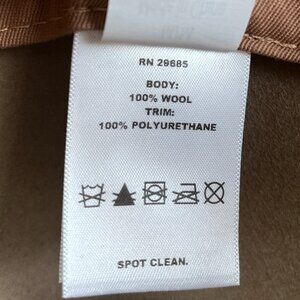 RN 29685
BODY:
100% WOOL
TRIM:
100% POLYURETHANE
SPOT CLEAN.